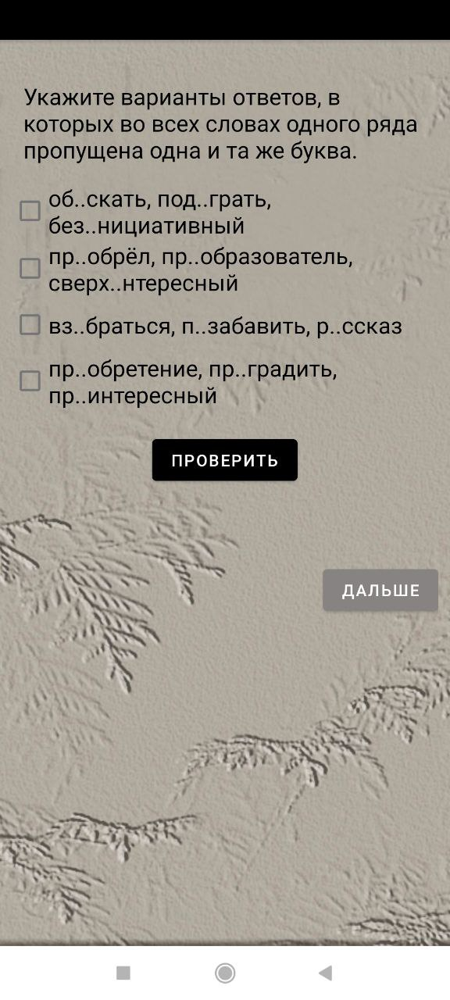 Укажите варианты ответов, в
которых во всех словах одного ряда
пропущена одна и та же буква.
об..скать, под..грать,
без..нициативный
пр..обрёл, пр..образователь,
сверх..нтересный
вз..браться, п..забавить, р..ссказ
пр..обретение, пр..градить,
пр..интересный
ПРОВЕРИТЬ
ДАЛЬШЕ